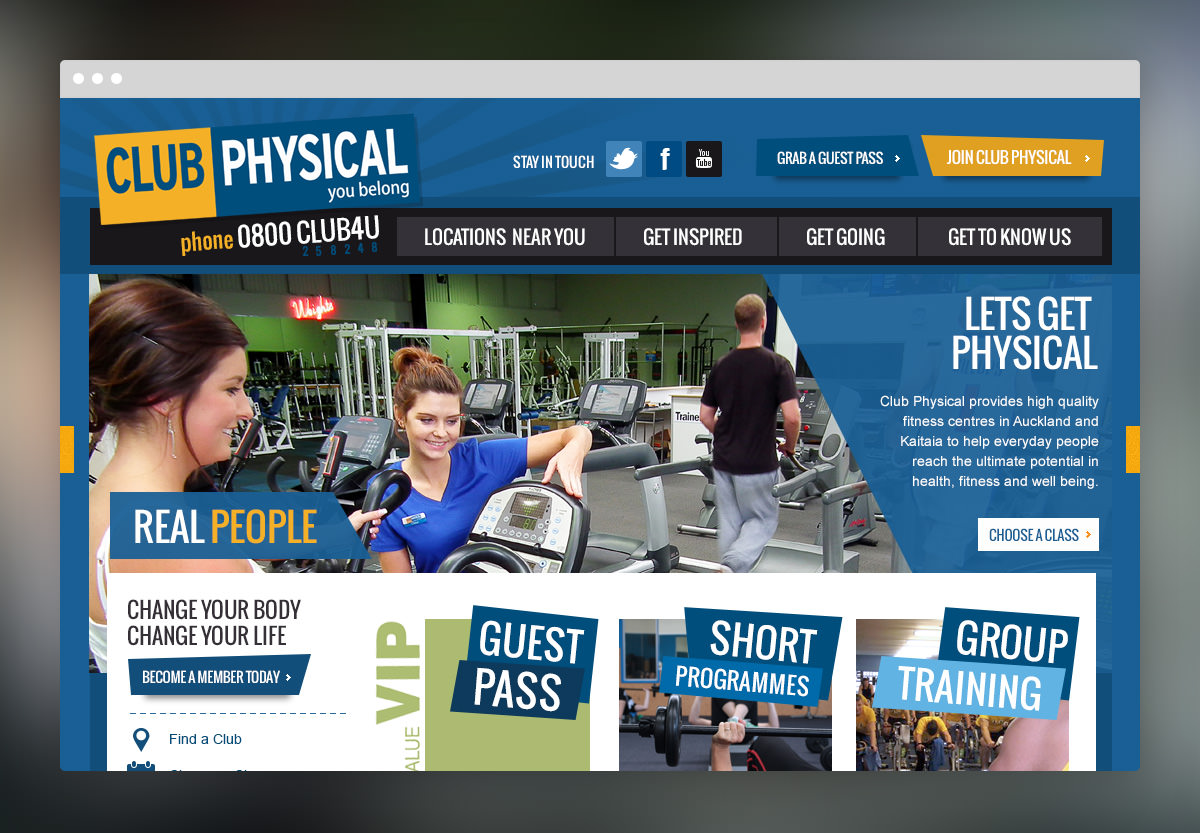 CLUB PHYSICAL
you belong
STAY IN TOUCH
f
You
Tube
GRAB A GUEST PASS
JOIN CLUB PHYSICAL
phone 0800 CLUB4U
258248
LOCATIONS NEAR YOU
GET INSPIRED
GET GOING
GET TO KNOW US
Weights
Traine
LETS GET
PHYSICAL
Club Physical provides high quality
fitness centres in Auckland and
Kaitaia to help everyday people
reach the ultimate potential in
health, fitness and well being.
CHOOSE A CLASS
REAL PEOPLE
CHANGE YOUR BODY
CHANGE YOUR LIFE
BECOME A MEMBER TODAY
Find a Club
VIP
ALUE
GUEST
PASS
SHORT
PROGRAMMES
GROUP
TRAINING